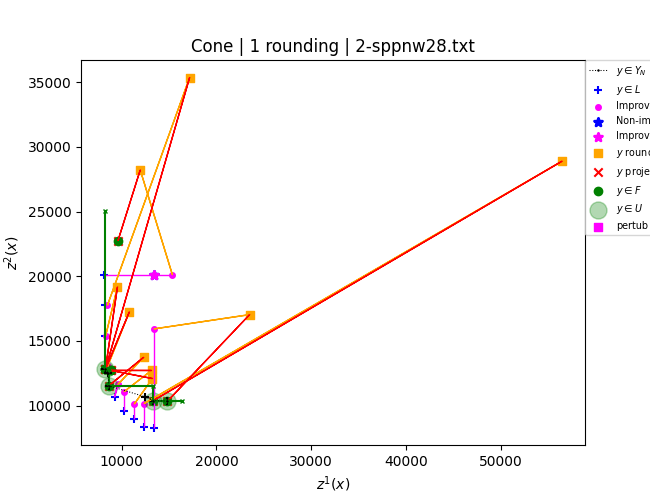 Cone | 1 rounding | 2-sppnw28.txt
z²(x)
35000
30000
25000
20000
15000
10000
10000 20000 30000 40000 50000
z¹(x)
y ∈ Y_N
y ∈ L
Improv
Non-im
Improv
y round
y proje
y ∈ F
y ∈ U
pertub